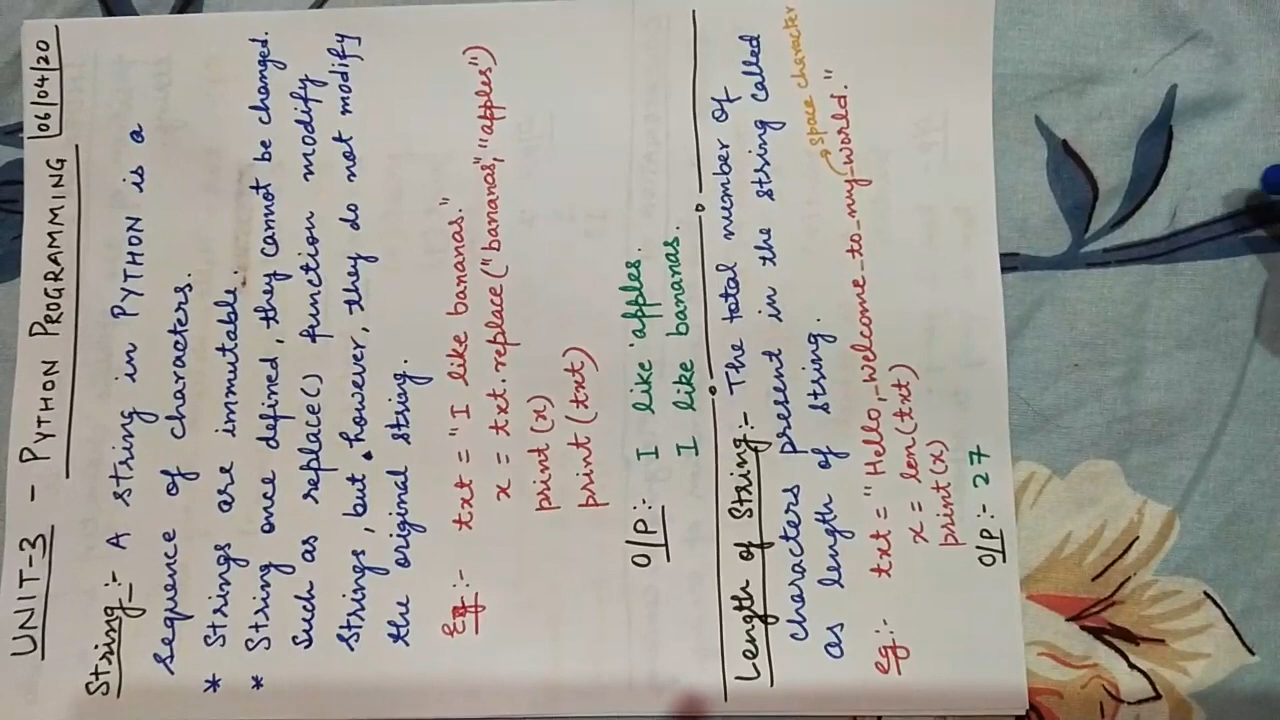 UNIT-3 - PYTHON PROGRAMMING 06/04/20
String:- A string in PYTHON is a
sequence of characters.
* Strings are immutable.
* String once defined, they cannot be changed.
Such as replace() function modify
strings, but however, they do not modify
the original string.
Eg:- txt = "I like bananas."
x = txt.replace("bananas","apples")
print(x)
print(txt)
O/P:- I like apples.
I like bananas.
Length of String:- The total number of
characters present in the string called
as length of string.
space character
Eg:- txt = "Hello,_welcome_to_my_world."
x = len(txt)
print(x)
O/P:- 27